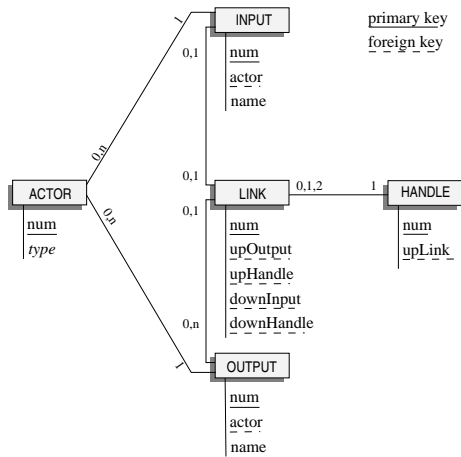 INPUT
num
actor
name
primary key
foreign key
1
0,1
0,n
0,1
ACTOR
num
type
0,n
0,1
LINK
num
upOutput
upHandle
downInput
downHandle
0,1,2
1
HANDLE
num
upLink
0,n
1
OUTPUT
num
actor
name